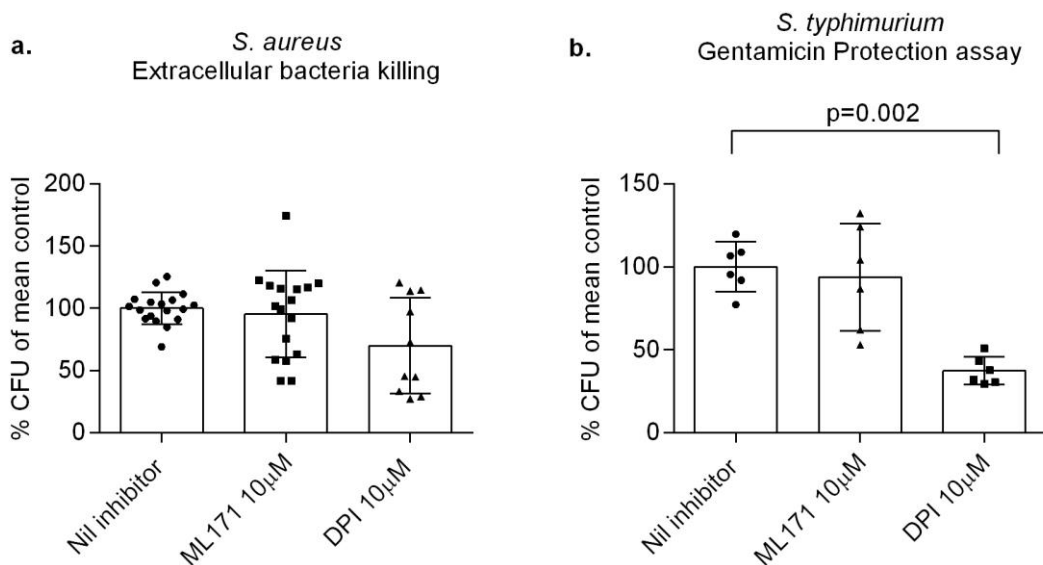 a.
S. aureus
Extracellular bacteria killing
% CFU of mean control
200
150
100
50
0
Nil inhibitor
ML171 10µM
DPI 10µM
b.
S. typhimurium
Gentamicin Protection assay
p=0.002
% CFU of mean control
150
100
50
0
Nil inhibitor
ML171 10µM
DPI 10µM